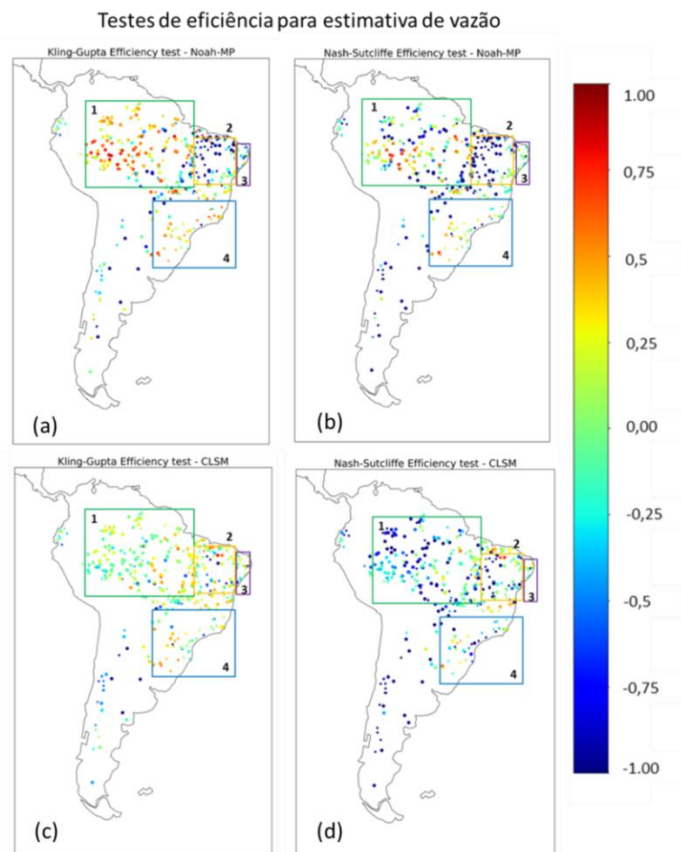 Testes de eficiência para estimativa de vazão
Kling-Gupta Efficiency test - Noah-MP
Nash-Sutcliffe Efficiency test - Noah-MP
1
2
3
4
(a)
1
2
3
4
(b)
1.00
0,75
0,5
0,25
0,00
-0,25
-0,5
-0,75
-1.00
Kling-Gupta Efficiency test - CLSM
Nash-Sutcliffe Efficiency test - CLSM
1
2
3
4
(c)
1
2
3
4
(d)